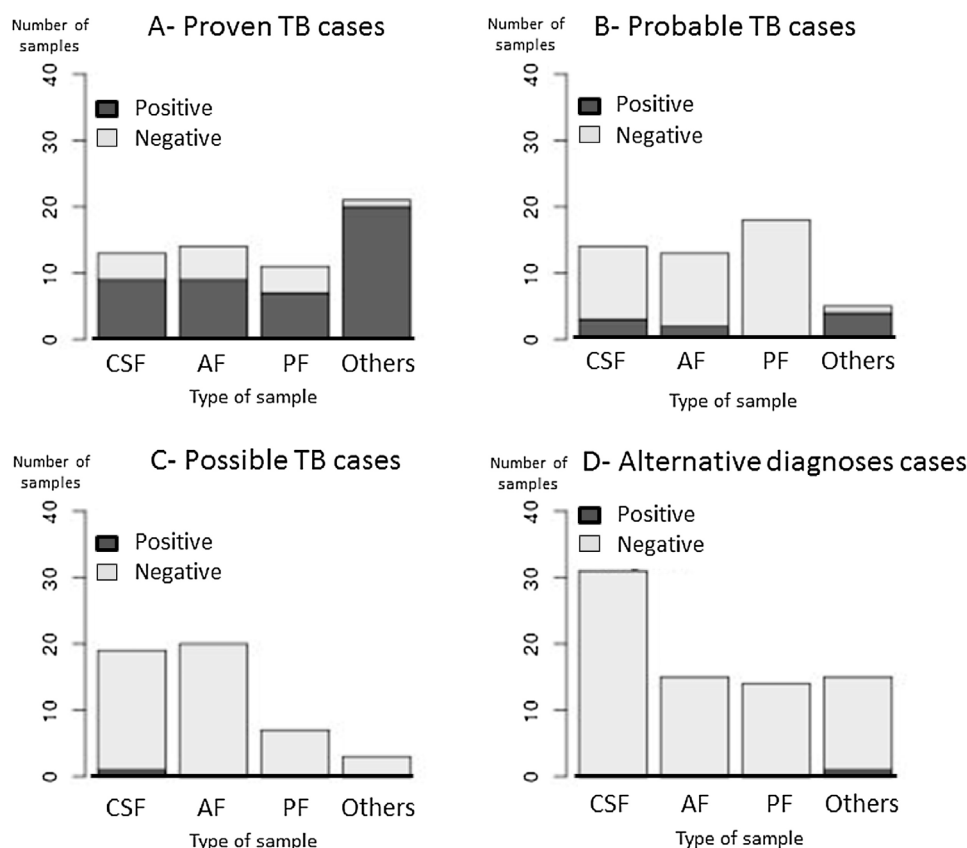 Number of
samples
A- Proven TB cases
40
30
20
10
0
Positive
Negative
CSF AF PF Others
Type of sample
Number of
samples
B- Probable TB cases
40
30
20
10
0
Positive
Negative
CSF AF PF Others
Type of sample
Number of
samples
C- Possible TB cases
40
30
20
10
0
Positive
Negative
CSF AF PF Others
Type of sample
Number of
samples
D- Alternative diagnoses cases
40
30
20
10
0
Positive
Negative
CSF AF PF Others
Type of sample